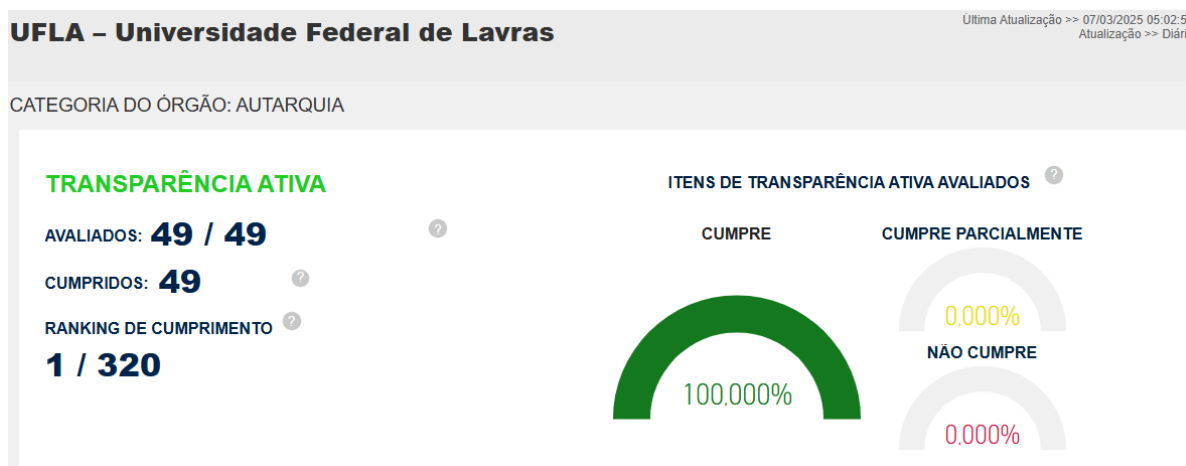 UFLA – Universidade Federal de Lavras
Última Atualização >> 07/03/2025 05:02:5
Atualização >> Diári
CATEGORIA DO ÓRGÃO: AUTARQUIA
TRANSPARÊNCIA ATIVA
AVALIADOS: 49 / 49 ?
CUMPRIDOS: 49 ?
RANKING DE CUMPRIMENTO ?
1 / 320
ITENS DE TRANSPARÊNCIA ATIVA AVALIADOS ?
CUMPRE
100,000%
CUMPRE PARCIALMENTE
0,000%
NÃO CUMPRE
0,000%